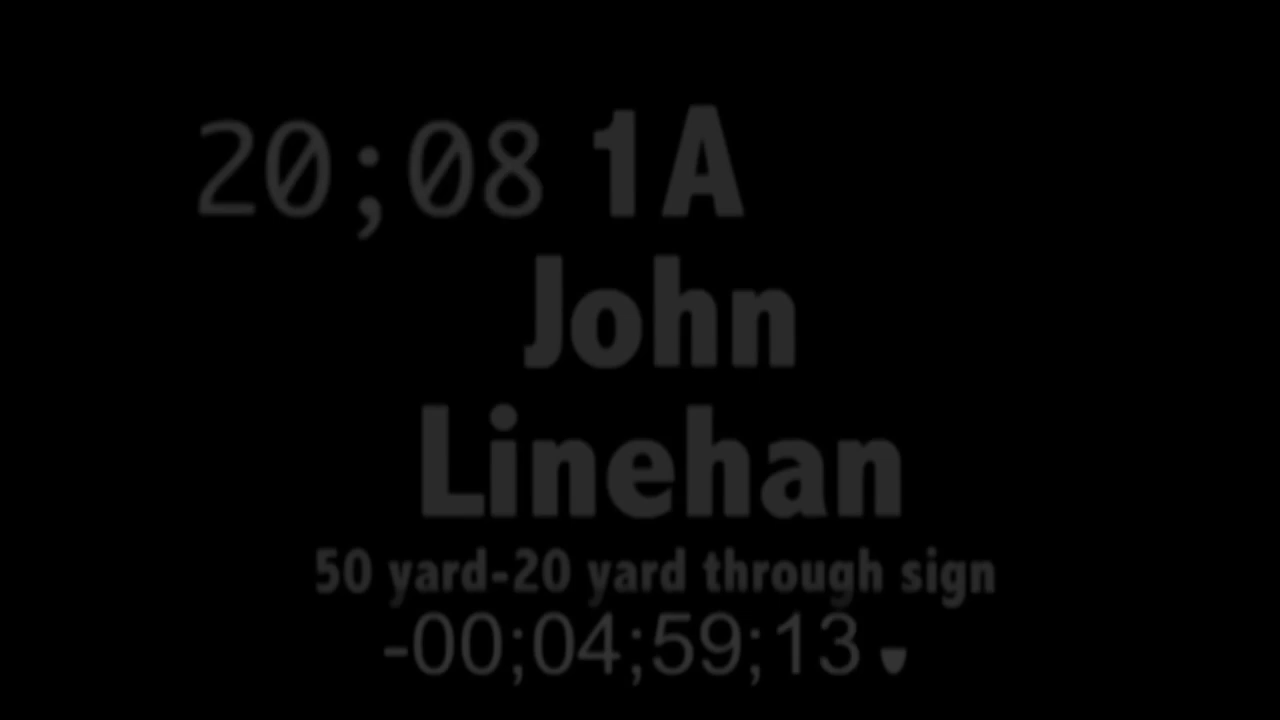 20;08 1A
John
Linehan
50 yard-20 yard through sign
-00;04;59;13